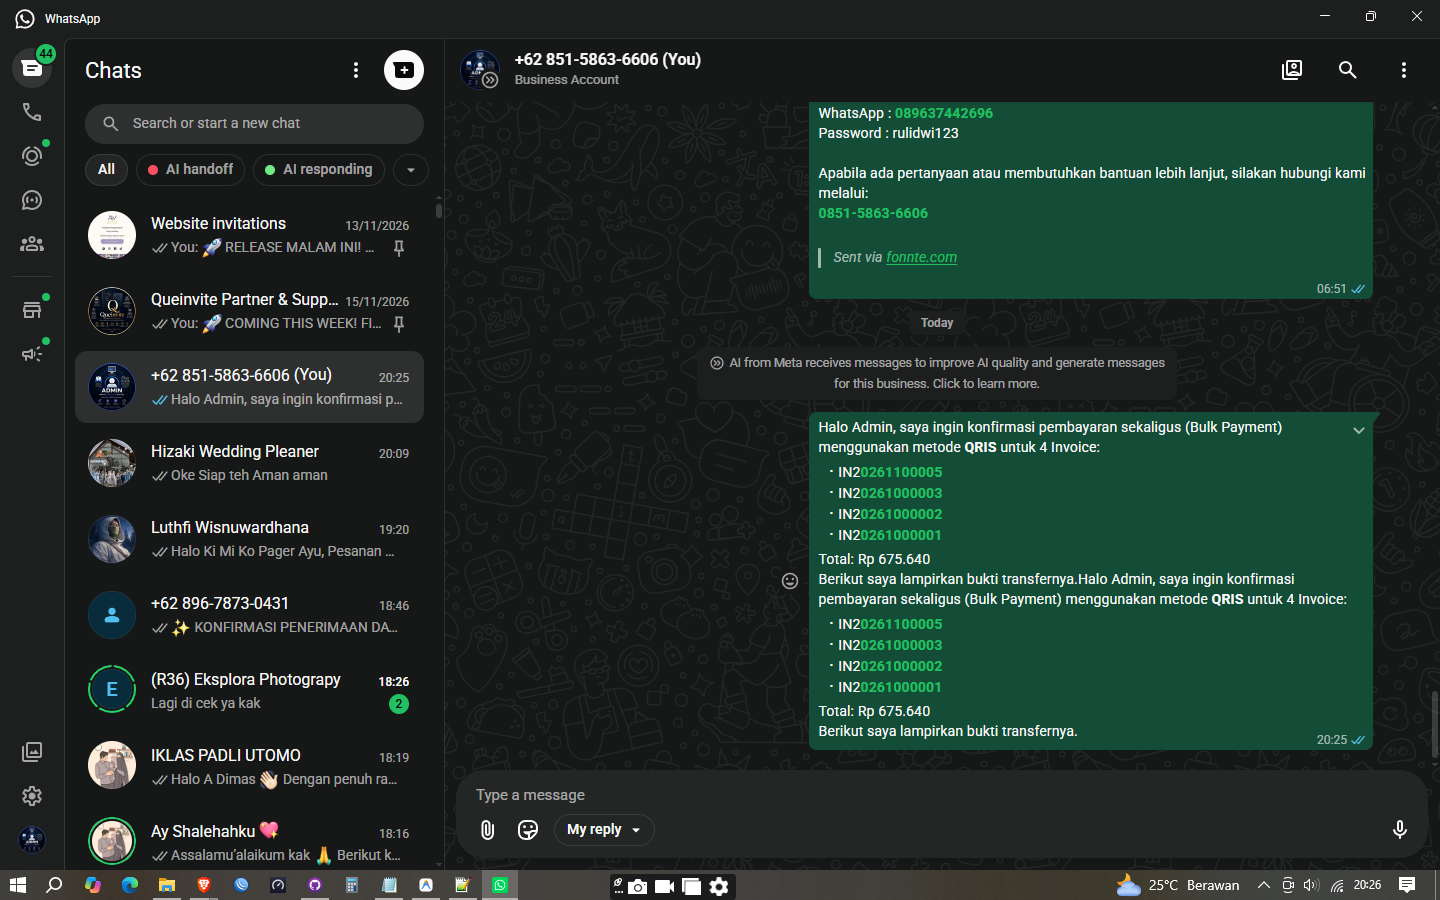 WhatsApp
44
Chats
Search or start a new chat
All
AI handoff
AI responding
Website invitations
13/11/2026
You: 🚀 RELEASE MALAM INI! ...
Queinvite Partner & Supp...
15/11/2026
You: 🚀 COMING THIS WEEK! FI...
+62 851-5863-6606 (You)
20:25
Halo Admin, saya ingin konfirmasi p...
Hizaki Wedding Pleaner
20:09
Oke Siap teh Aman aman
Luthfi Wisnuwardhana
19:20
Halo Ki Mi Ko Pager Ayu, Pesanan ...
+62 896-7873-0431
18:46
✨ KONFIRMASI PENERIMAAN DA...
E
(R36) Eksplora Photograpy
18:26
Lagi di cek ya kak
2
IKLAS PADLI UTOMO
18:19
Halo A Dimas 👋🏻 Dengan penuh ra...
Ay Shalehahku 💖
18:16
Assalamu'alaikum kak 🙏 Berikut k...
+62 851-5863-6606 (You)
Business Account
WhatsApp : 089637442696
Password : rulidwi123
Apabila ada pertanyaan atau membutuhkan bantuan lebih lanjut, silakan hubungi kami
melalui:
0851-5863-6606
Sent via fonnte.com
06:51
Today
AI from Meta receives messages to improve AI quality and generate messages
for this business. Click to learn more.
Halo Admin, saya ingin konfirmasi pembayaran sekaligus (Bulk Payment)
menggunakan metode QRIS untuk 4 Invoice:
• IN20261100005
• IN20261000003
• IN20261000002
• IN20261000001
Total: Rp 675.640
Berikut saya lampirkan bukti transfernya.Halo Admin, saya ingin konfirmasi
pembayaran sekaligus (Bulk Payment) menggunakan metode QRIS untuk 4 Invoice:
• IN20261100005
• IN20261000003
• IN20261000002
• IN20261000001
Total: Rp 675.640
Berikut saya lampirkan bukti transfernya.
20:25
Type a message
My reply
25°C Berawan
20:26